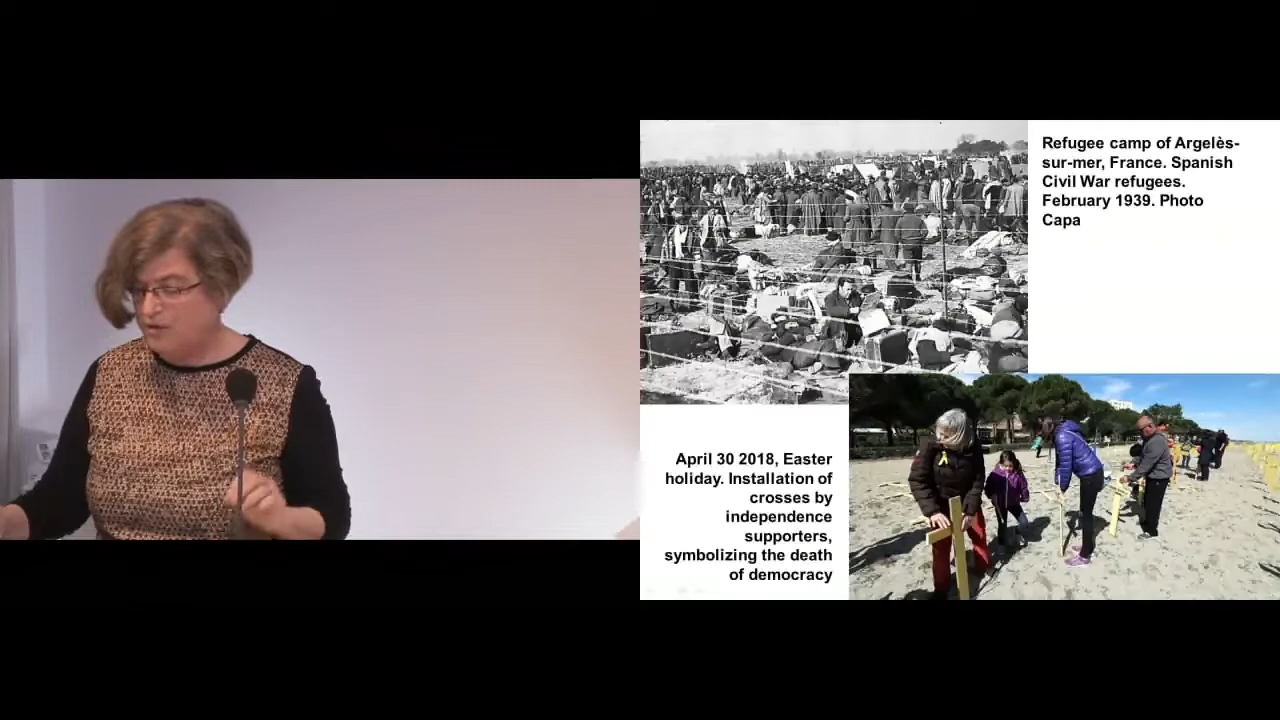 Refugee camp of Argelès-
sur-mer, France. Spanish
Civil War refugees.
February 1939. Photo
Capa
April 30 2018, Easter
holiday. Installation of
crosses by
independence
supporters,
symbolizing the death
of democracy